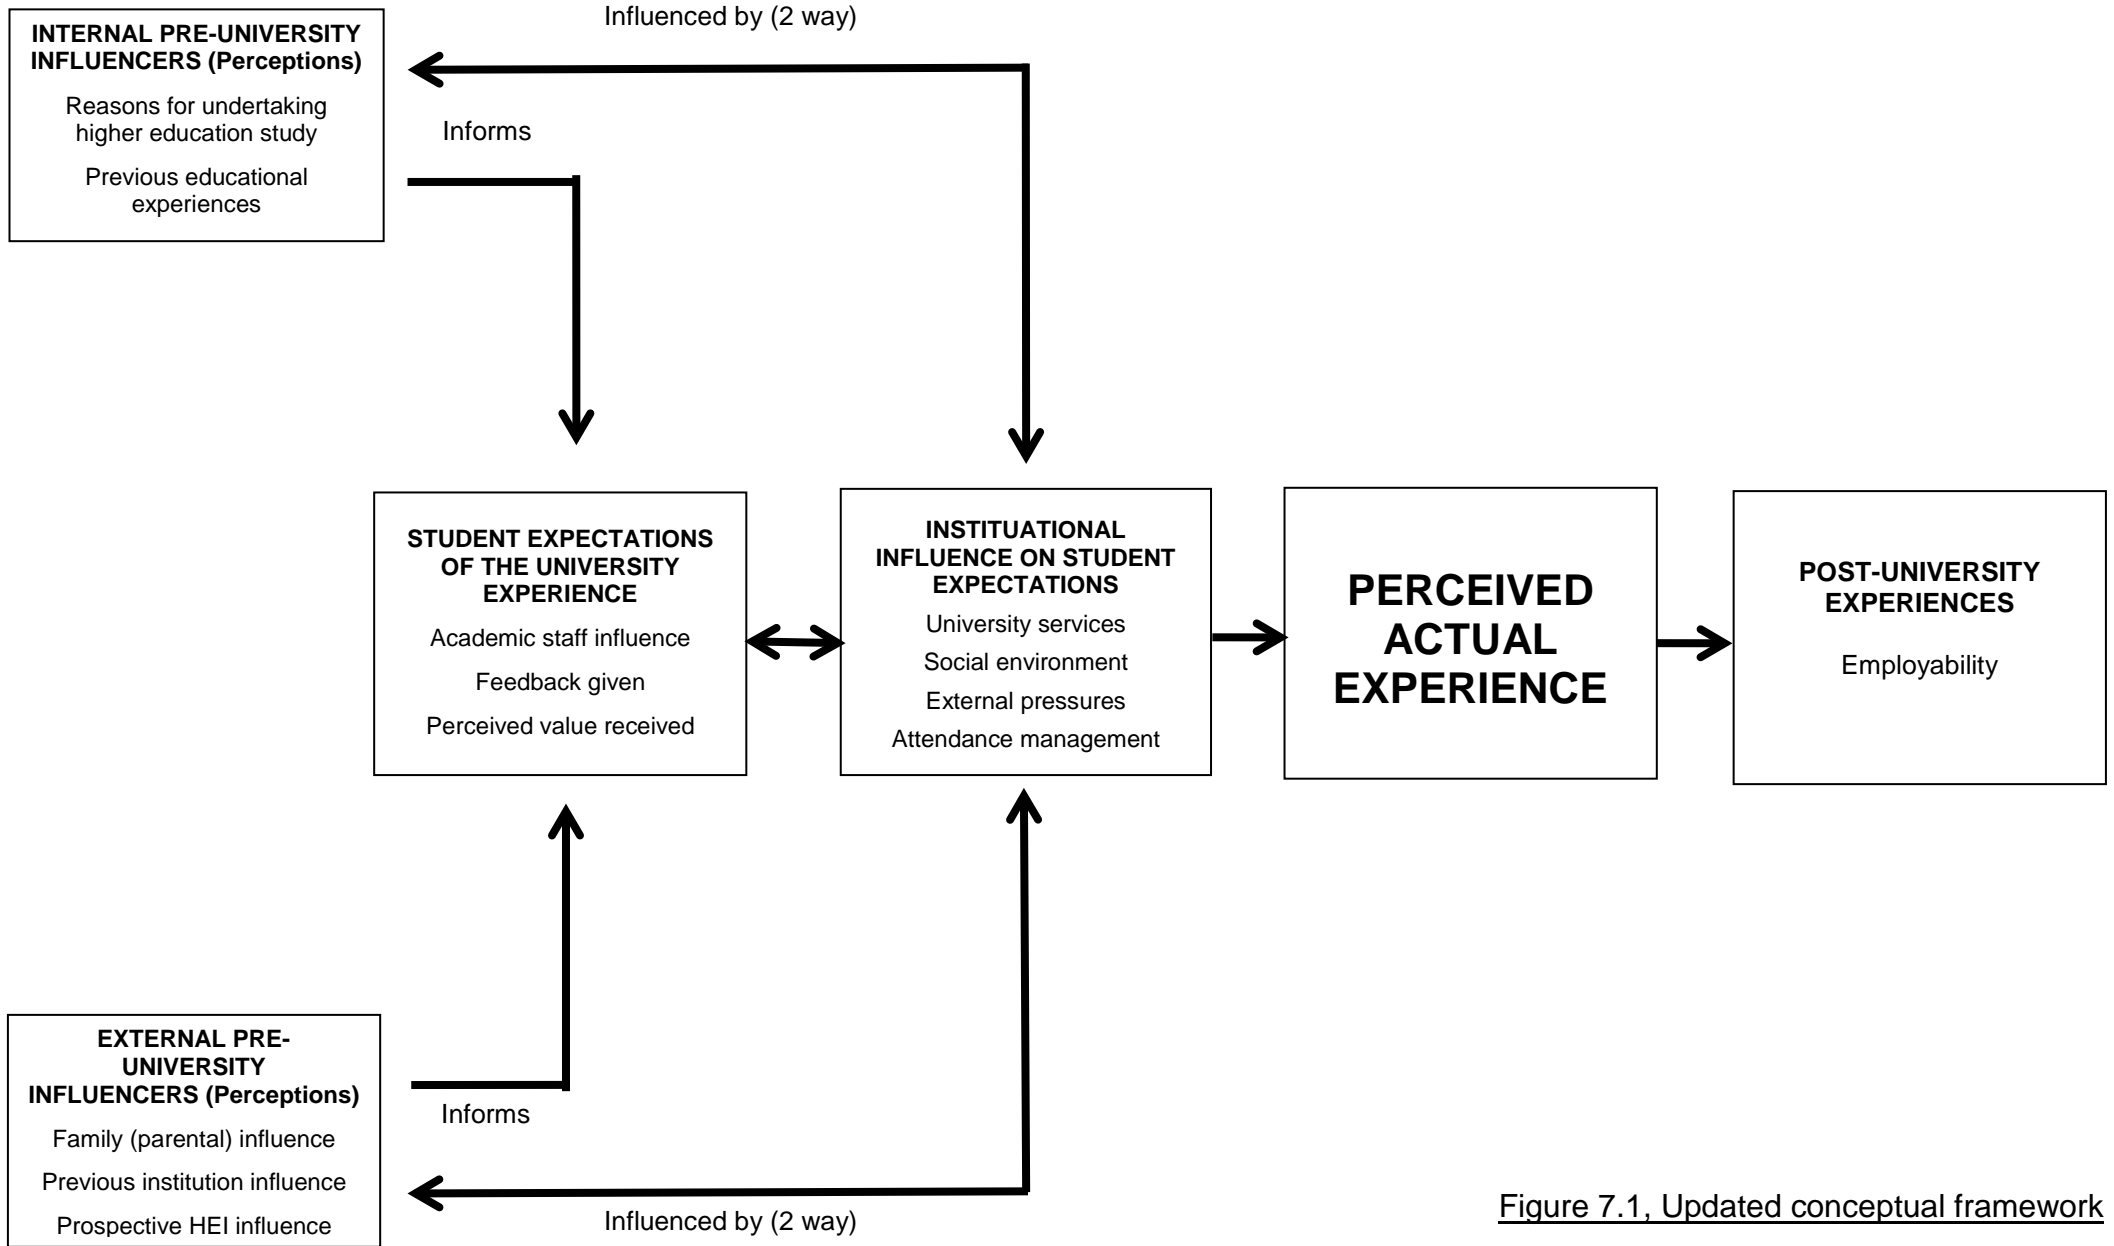 Influenced by (2 way)
INTERNAL PRE-UNIVERSITY
INFLUENCERS (Perceptions)
Reasons for undertaking
higher education study
Previous educational
experiences
Informs
STUDENT EXPECTATIONS
OF THE UNIVERSITY
EXPERIENCE
Academic staff influence
Feedback given
Perceived value received
INSTITUATIONAL
INFLUENCE ON STUDENT
EXPECTATIONS
University services
Social environment
External pressures
Attendance management
PERCEIVED
ACTUAL
EXPERIENCE
POST-UNIVERSITY
EXPERIENCES
Employability
EXTERNAL PRE-
UNIVERSITY
INFLUENCERS (Perceptions)
Family (parental) influence
Previous institution influence
Prospective HEI influence
Informs
Influenced by (2 way)
Figure 7.1, Updated conceptual framework